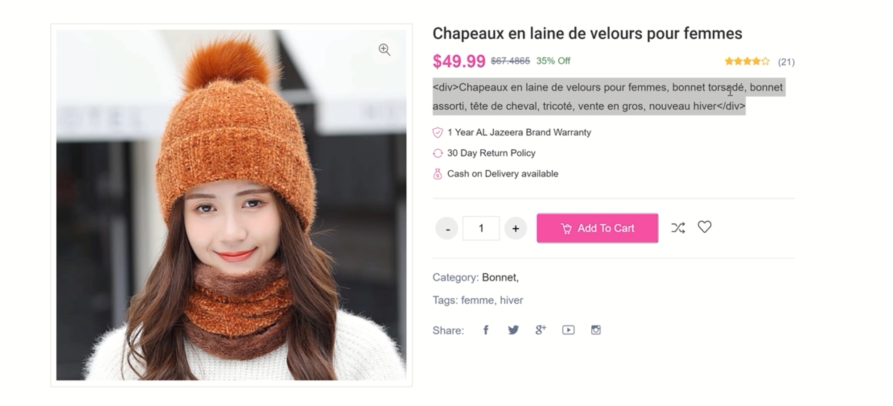 Chapeaux en laine de velours pour femmes
$49.99 $67.4865 35% Off (21)
<div>Chapeaux en laine de velours pour femmes, bonnet torsadé, bonnet
assorti, tête de cheval, tricoté, vente en gros, nouveau hiver</div>
1 Year AL Jazeera Brand Warranty
30 Day Return Policy
Cash on Delivery available
- 1 + Add To Cart
Category: Bonnet,
Tags: femme, hiver
Share: